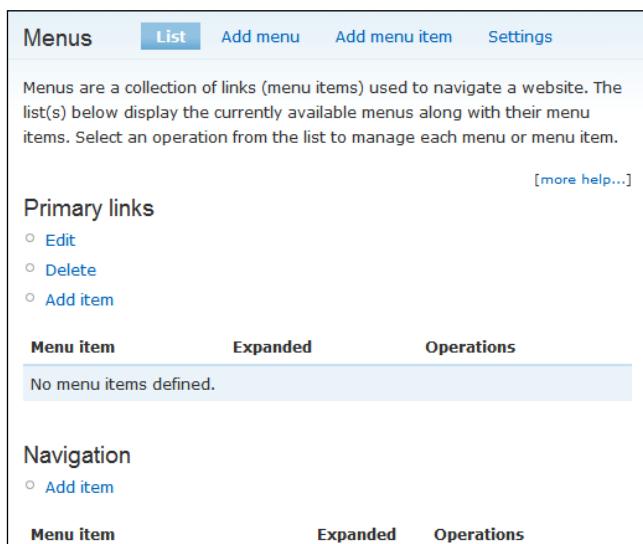 Menus List Add menu Add menu item Settings
Menus are a collection of links (menu items) used to navigate a website. The
list(s) below display the currently available menus along with their menu
items. Select an operation from the list to manage each menu or menu item.
[more help...]
Primary links
Edit
Delete
Add item
Menu item Expanded Operations
No menu items defined.
Navigation
Add item
Menu item Expanded Operations